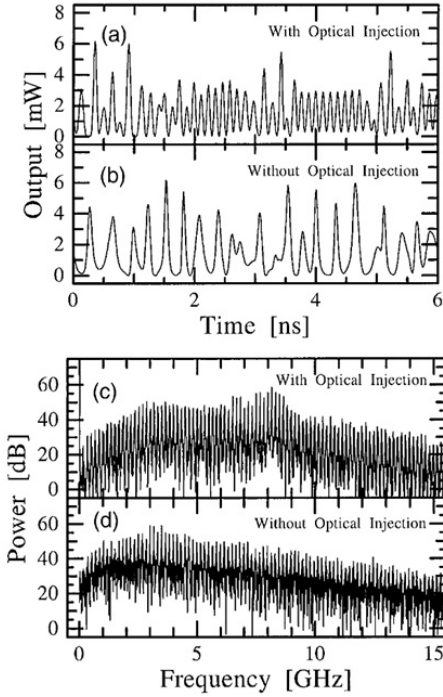 8
(a)
With Optical Injection
6
4
2
0
Output [mW]
(b)
Without Optical Injection
6
4
2
0
0 2 4 6
Time [ns]
60
(c)
With Optical Injection
40
20
0
Power [dB]
60
(d)
Without Optical Injection
40
20
0
0 5 10 15
Frequency [GHz]